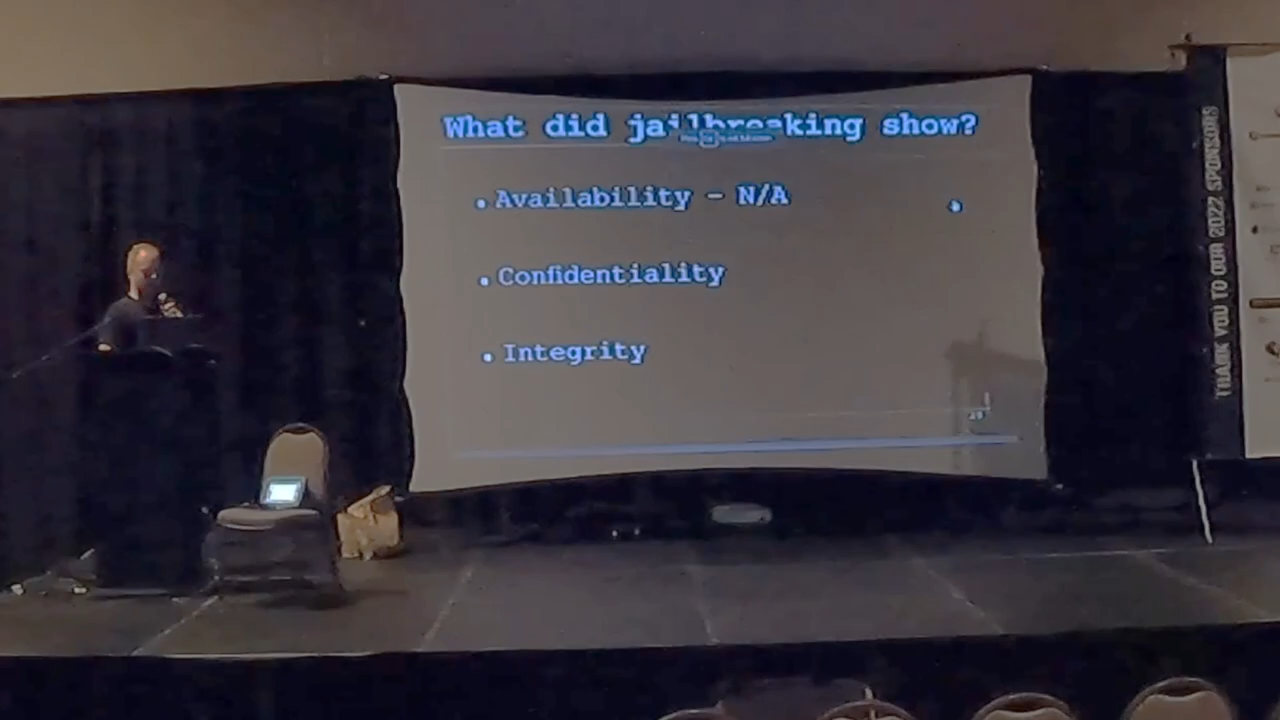 What did jailbreaking show?
• Availability - N/A
• Confidentiality
• Integrity
THANK YOU TO OUR 2022 SPONSORS